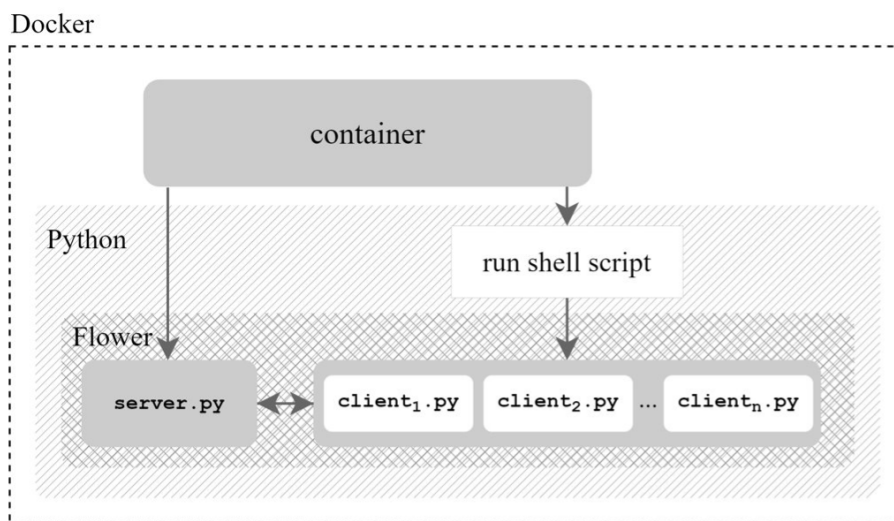 Docker
container
Python
run shell script
Flower
server.py
client₁.py client₂.py ... clientₙ.py